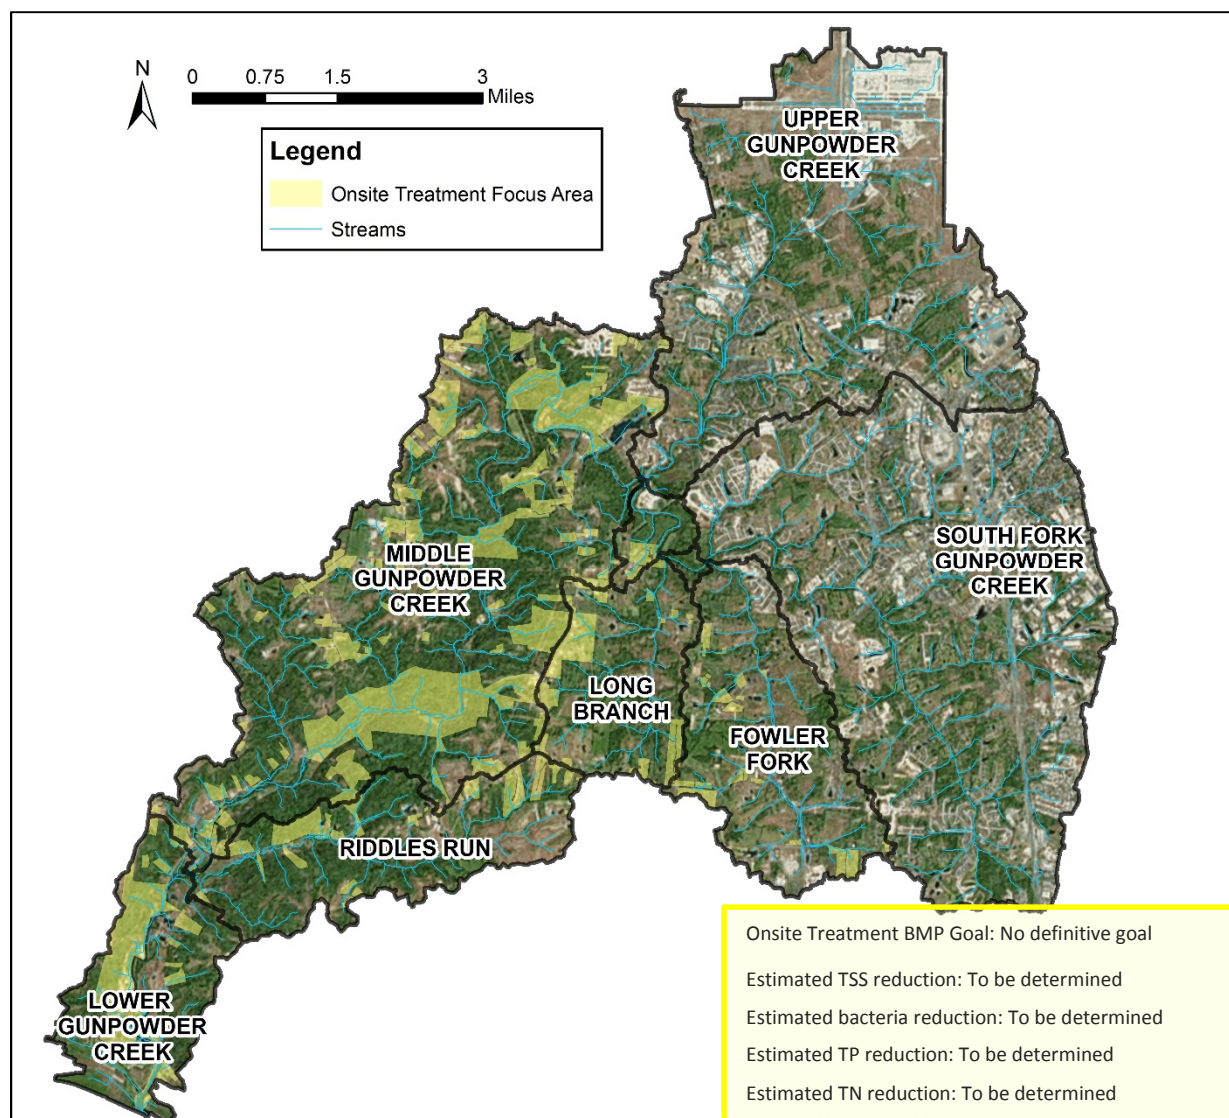 N
0 0.75 1.5 3
Miles
Legend
Onsite Treatment Focus Area
Streams
UPPER
GUNPOWDER
CREEK
MIDDLE
GUNPOWDER
CREEK
SOUTH FORK
GUNPOWDER
CREEK
LONG
BRANCH
FOWLER
FORK
RIDDLES RUN
LOWER
GUNPOWDER
CREEK
Onsite Treatment BMP Goal: No definitive goal
Estimated TSS reduction: To be determined
Estimated bacteria reduction: To be determined
Estimated TP reduction: To be determined
Estimated TN reduction: To be determined